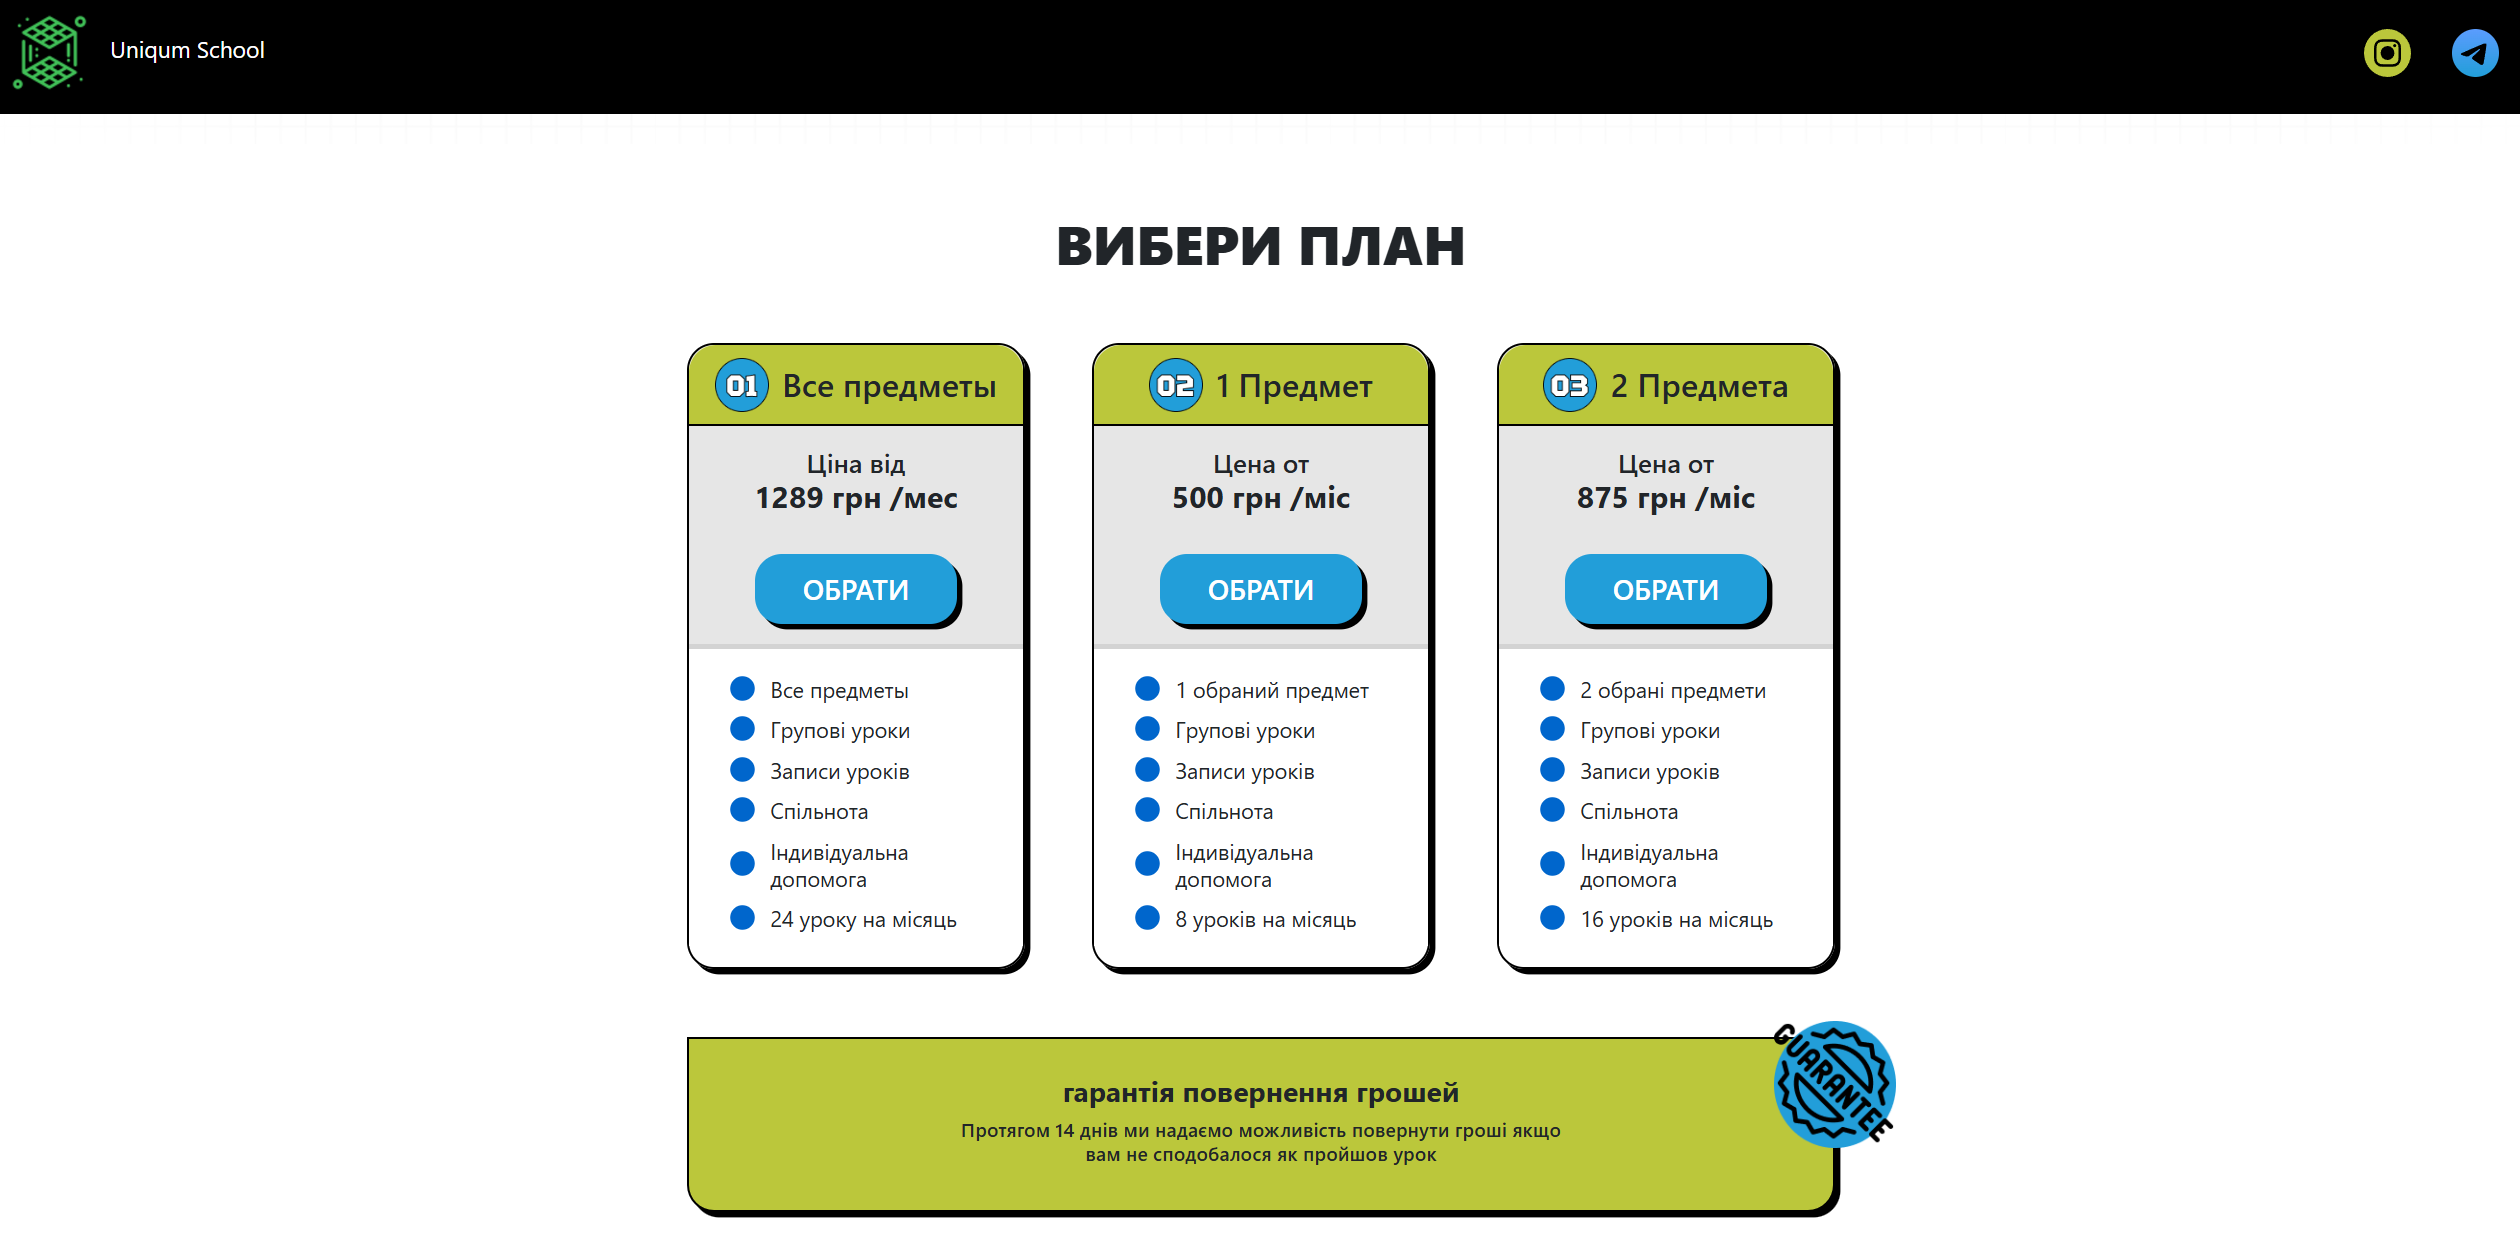 Uniqum School
ВИБЕРИ ПЛАН
01 Все предметы
Ціна від
1289 грн /мес
ОБРАТИ
Все предметы
Групові уроки
Записи уроків
Спільнота
Індивідуальна
допомога
24 уроку на місяць
02 1 Предмет
Цена от
500 грн /міс
ОБРАТИ
1 обраний предмет
Групові уроки
Записи уроків
Спільнота
Індивідуальна
допомога
8 уроків на місяць
03 2 Предмета
Цена от
875 грн /міс
ОБРАТИ
2 обрані предмети
Групові уроки
Записи уроків
Спільнота
Індивідуальна
допомога
16 уроків на місяць
GUARANTEE
гарантія повернення грошей
Протягом 14 днів ми надаємо можливість повернути гроші якщо
вам не сподобалося як пройшов урок